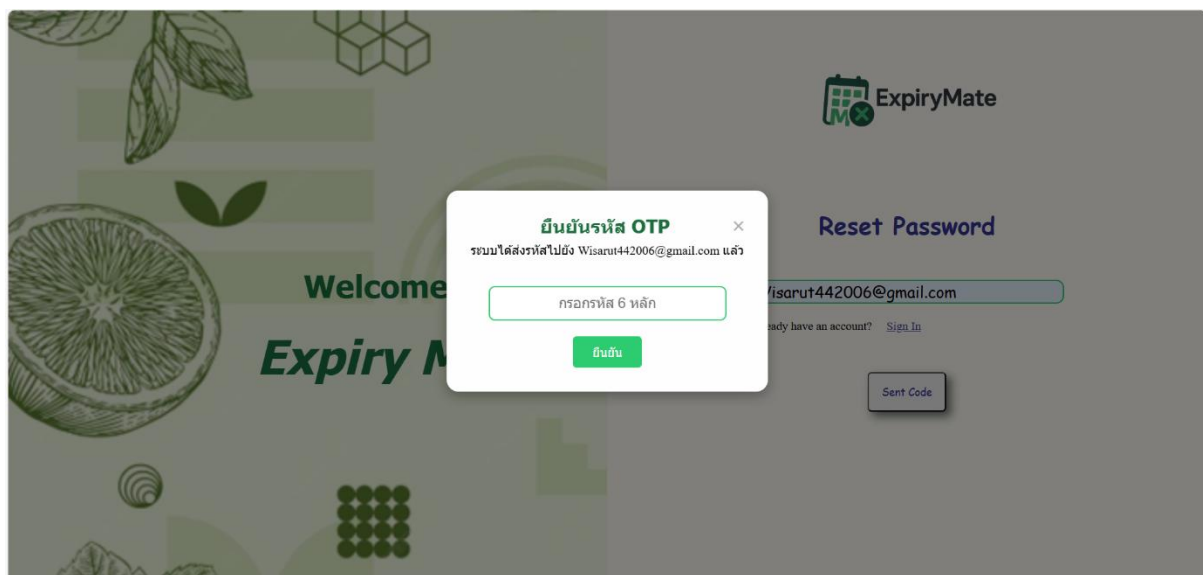 ExpiryMate
Welcome
Expiry
Reset Password
isarut442006@gmail.com
have an account? Sign In
Sent Code
ยืนยันรหัส OTP
×
ระบบได้ส่งรหัสไปยัง Wisarut442006@gmail.com แล้ว
กรอกรหัส 6 หลัก
ยืนยัน